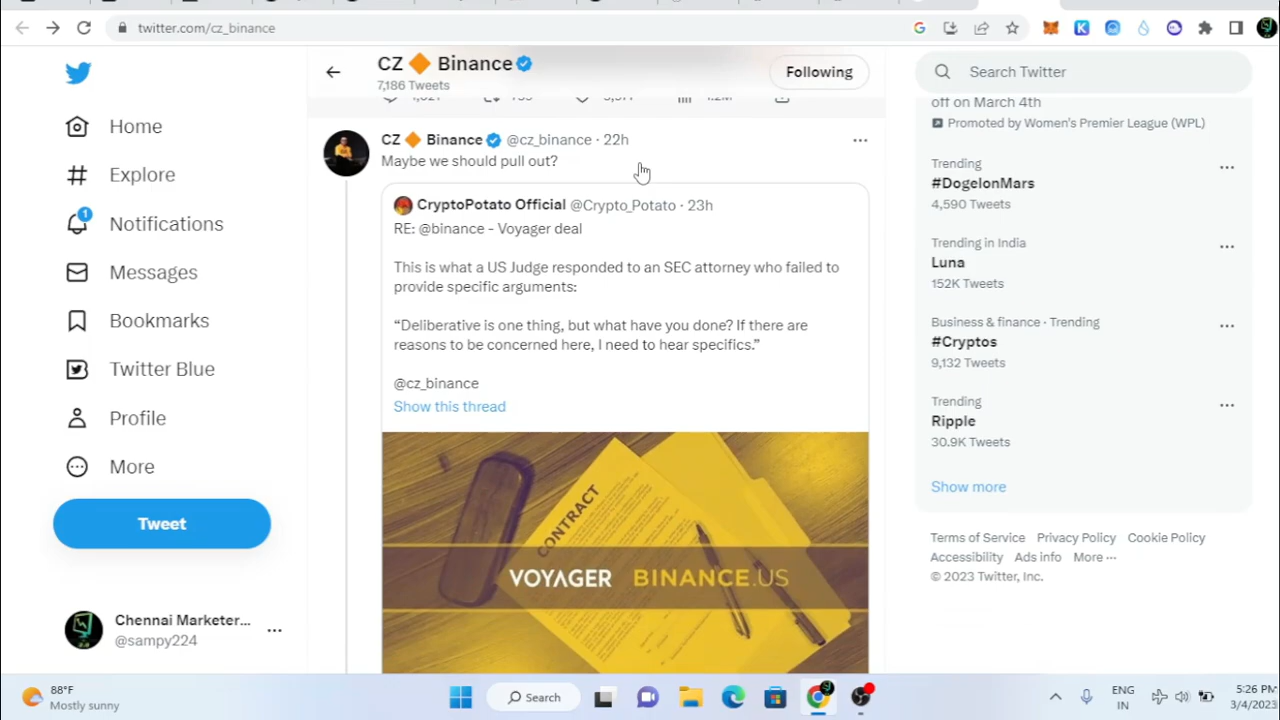 twitter.com/cz_binance
CZ 🔶 Binance
7,186 Tweets
Following
Search Twitter
Home
Explore
1
Notifications
Messages
Bookmarks
Twitter Blue
Profile
More
Tweet
Chennai Marketer...
@sampy224
1.2M
CZ 🔶 Binance @cz_binance · 22h
Maybe we should pull out?
CryptoPotato Official @Crypto_Potato · 23h
RE: @binance - Voyager deal
This is what a US Judge responded to an SEC attorney who failed to
provide specific arguments:
“Deliberative is one thing, but what have you done? If there are
reasons to be concerned here, I need to hear specifics.”
@cz_binance
Show this thread
CONTRACT
VOYAGER BINANCE.US
off on March 4th
Promoted by Women's Premier League (WPL)
Trending
#DogelonMars
4,590 Tweets
Trending in India
Luna
152K Tweets
Business & finance · Trending
#Cryptos
9,132 Tweets
Trending
Ripple
30.9K Tweets
Show more
Terms of Service Privacy Policy Cookie Policy
Accessibility Ads info More ···
© 2023 Twitter, Inc.
88°F
Mostly sunny
Search
ENG
IN
5:26 PM
3/4/2023